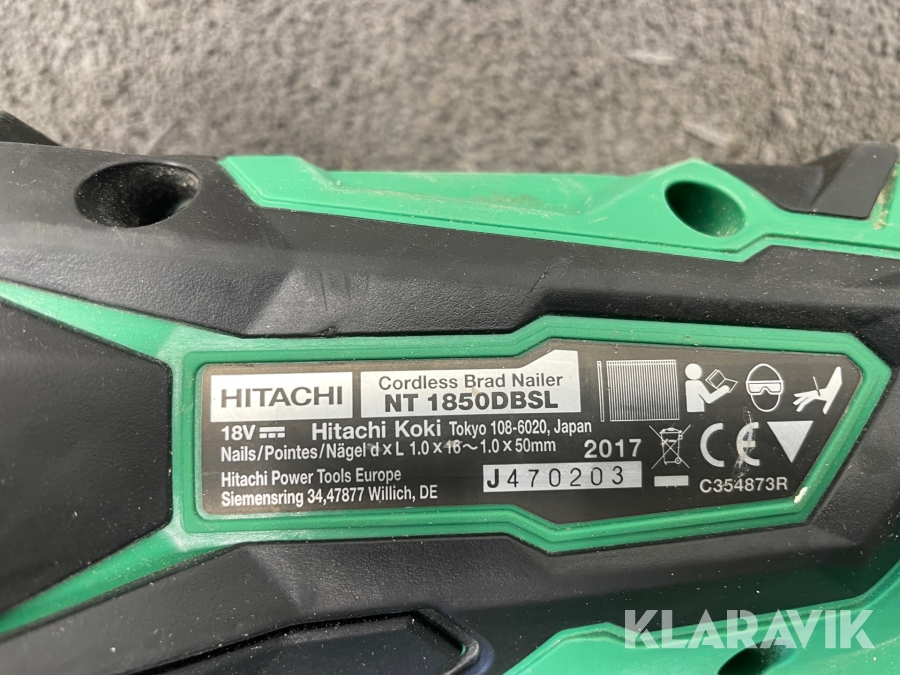 HITACHI
Cordless Brad Nailer
NT 1850DBSL
18V Hitachi Koki Tokyo 108-6020, Japan
Nails/Pointes/Nägel d×L 1.0×16～1.0×50mm
2017
Hitachi Power Tools Europe
Siemensring 34,47877 Willich, DE
J470203
CE
C354873R
KLARAVIK